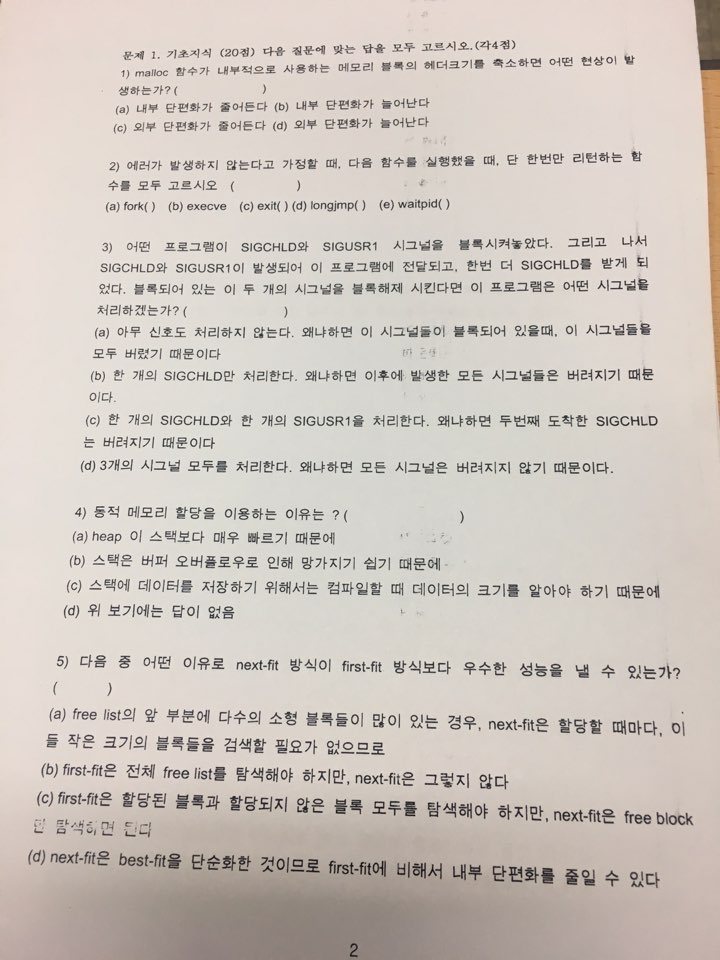 문제 1. 기초지식 (20점) 다음 질문에 맞는 답을 모두 고르시오.(각4점)
1) malloc 함수가 내부적으로 사용하는 메모리 블록의 헤더크기를 축소하면 어떤 현상이 발
생하는가? ( )
(a) 내부 단편화가 줄어든다 (b) 내부 단편화가 늘어난다
(c) 외부 단편화가 줄어든다 (d) 외부 단편화가 늘어난다
2) 에러가 발생하지 않는다고 가정할 때, 다음 함수를 실행했을 때, 단 한번만 리턴하는 함
수를 모두 고르시오 ( )
(a) fork( ) (b) execve (c) exit( ) (d) longjmp( ) (e) waitpid( )
3) 어떤 프로그램이 SIGCHLD와 SIGUSR1 시그널을 블록시켜놓았다. 그리고 나서
SIGCHLD와 SIGUSR1이 발생되어 이 프로그램에 전달되고, 한번 더 SIGCHLD를 받게 되
었다. 블록되어 있는 이 두 개의 시그널을 블록해제 시킨다면 이 프로그램은 어떤 시그널을
처리하겠는가? ( )
(a) 아무 신호도 처리하지 않는다. 왜냐하면 이 시그널들이 블록되어 있을때, 이 시그널들을
모두 버렸기 때문이다
(b) 한 개의 SIGCHLD만 처리한다. 왜냐하면 이후에 발생한 모든 시그널들은 버려지기 때문
이다.
(c) 한 개의 SIGCHLD와 한 개의 SIGUSR1을 처리한다. 왜냐하면 두번째 도착한 SIGCHLD
는 버려지기 때문이다
(d) 3개의 시그널 모두를 처리한다. 왜냐하면 모든 시그널은 버려지지 않기 때문이다.
4) 동적 메모리 할당을 이용하는 이유는 ? ( )
(a) heap 이 스택보다 매우 빠르기 때문에
(b) 스택은 버퍼 오버플로우로 인해 망가지기 쉽기 때문에
(c) 스택에 데이터를 저장하기 위해서는 컴파일할 때 데이터의 크기를 알아야 하기 때문에
(d) 위 보기에는 답이 없음
5) 다음 중 어떤 이유로 next-fit 방식이 first-fit 방식보다 우수한 성능을 낼 수 있는가?
( )
(a) free list의 앞 부분에 다수의 소형 블록들이 많이 있는 경우, next-fit은 할당할 때마다, 이
들 작은 크기의 블록들을 검색할 필요가 없으므로
(b) first-fit은 전체 free list를 탐색해야 하지만, next-fit은 그렇지 않다
(c) first-fit은 할당된 블록과 할당되지 않은 블록 모두를 탐색해야 하지만, next-fit은 free block
만 탐색하면 된다
(d) next-fit은 best-fit을 단순화한 것이므로 first-fit에 비해서 내부 단편화를 줄일 수 있다
2